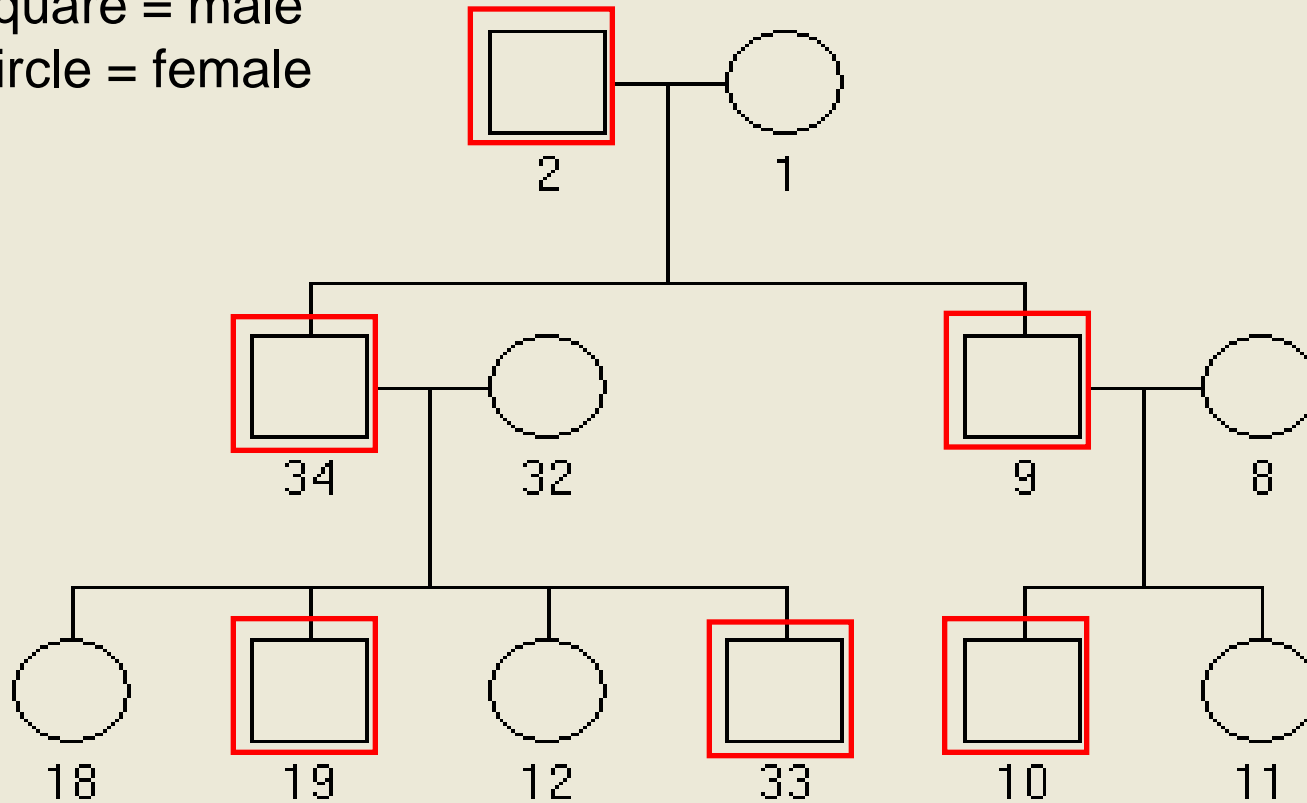 quare = male
ircle = female
2 1
34 32 9 8
18 19 12 33 10 11